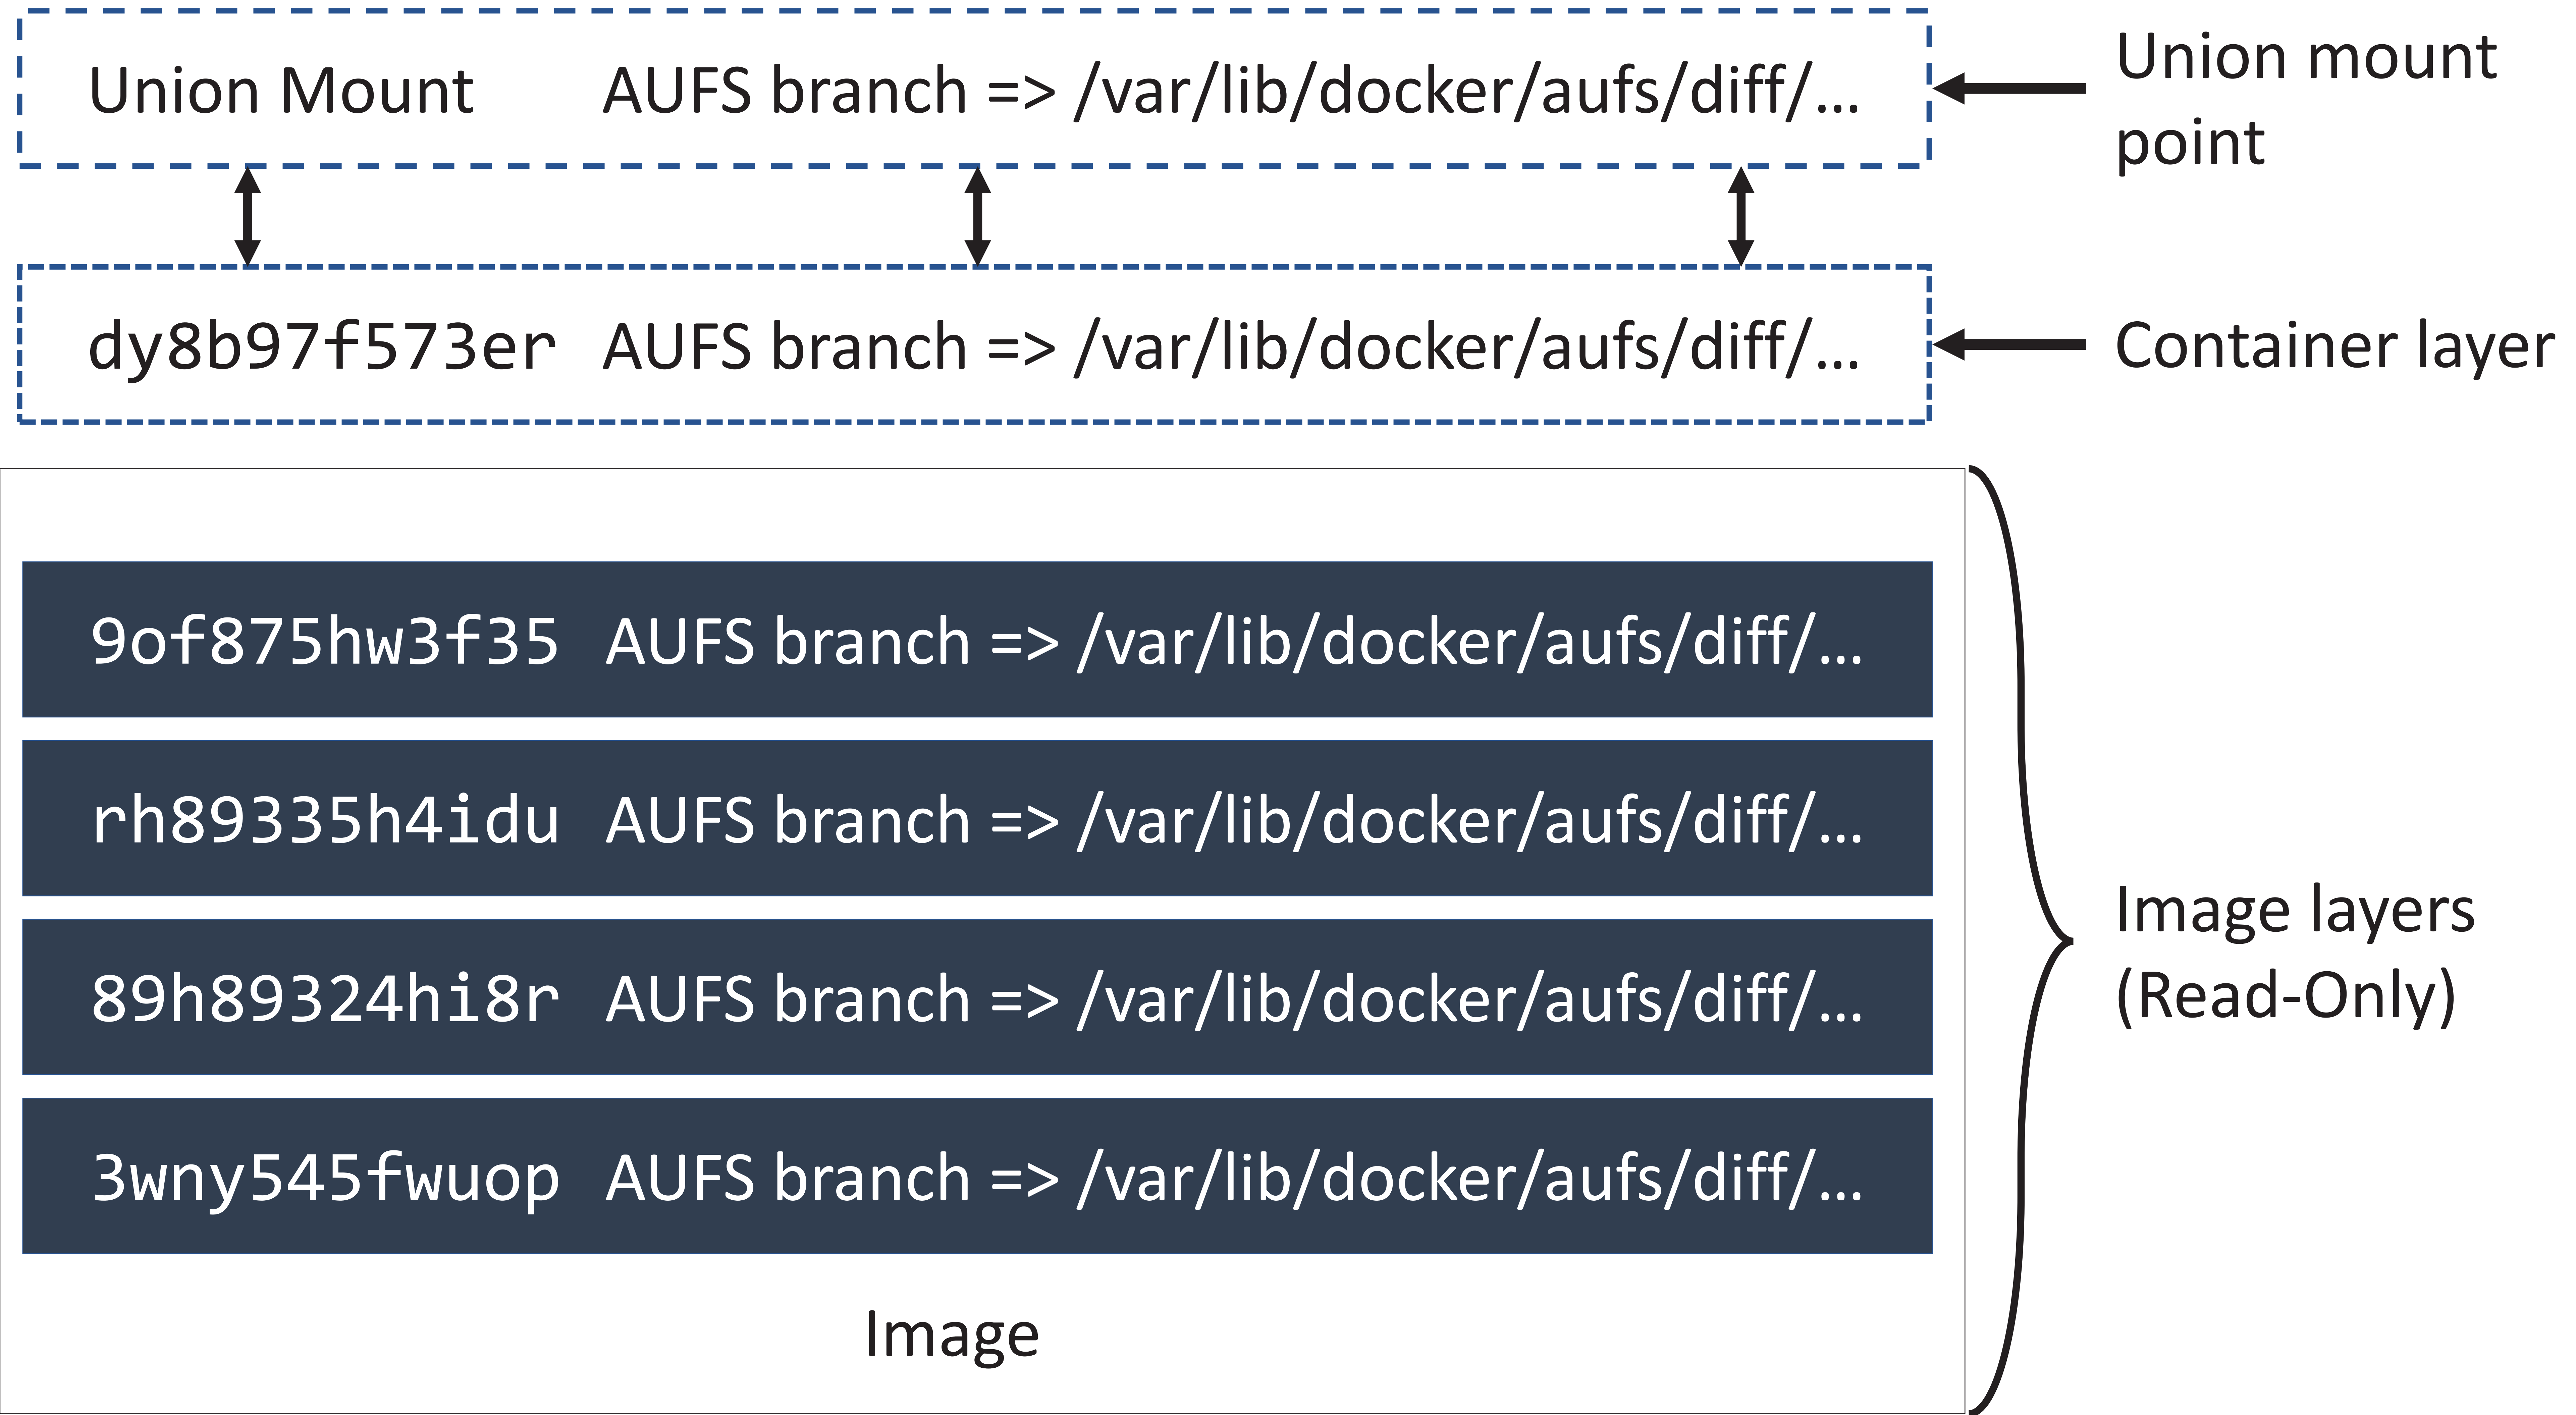 Union Mount AUFS branch => /var/lib/docker/aufs/diff/...
Union mount
point
dy8b97f573er AUFS branch => /var/lib/docker/aufs/diff/...
Container layer
9of875hw3f35 AUFS branch => /var/lib/docker/aufs/diff/...
rh89335h4idu AUFS branch => /var/lib/docker/aufs/diff/...
89h89324hi8r AUFS branch => /var/lib/docker/aufs/diff/...
3wny545fwuop AUFS branch => /var/lib/docker/aufs/diff/...
Image layers
(Read-Only)
Image